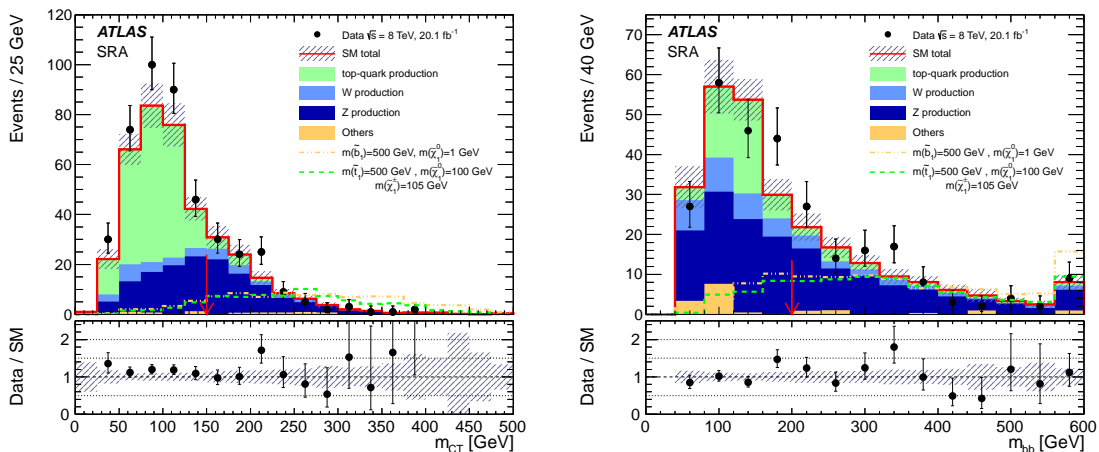 Events / 25 GeV
120
100
80
60
40
20
0
ATLAS
SRA
Data √s = 8 TeV, 20.1 fb⁻¹
SM total
top-quark production
W production
Z production
Others
m(b̃₁)=500 GeV, m(χ̃₁⁰)=1 GeV
m(t̃₁)=500 GeV , m(χ̃₁⁰)=100 GeV
m(χ̃₁±)=105 GeV
Data / SM
2
1
0
0 50 100 150 200 250 300 350 400 450 500
m_CT [GeV]
Events / 40 GeV
70
60
50
40
30
20
10
0
ATLAS
SRA
Data √s = 8 TeV, 20.1 fb⁻¹
SM total
top-quark production
W production
Z production
Others
m(b̃₁)=500 GeV , m(χ̃₁⁰)=1 GeV
m(t̃₁)=500 GeV , m(χ̃₁⁰)=100 GeV
m(χ̃₁±)=105 GeV
Data / SM
2
1
0
0 100 200 300 400 500 600
m_bb [GeV]